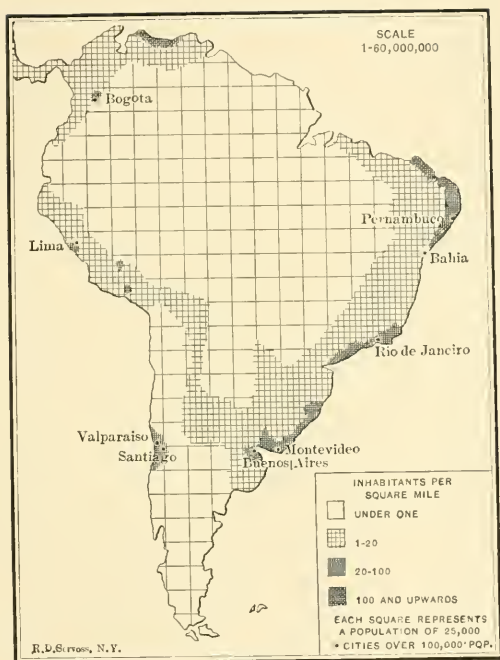 SCALE
1-60,000,000
Bogota
Pernambuco
Lima
Bahia
Rio de Janeiro
Valparaiso
Santiago
Montevideo
Buenos Aires
INHABITANTS PER
SQUARE MILE
UNDER ONE
1-20
20-100
100 AND UPWARDS
EACH SQUARE REPRESENTS
A POPULATION OF 25,000
• CITIES OVER 100,000 POP.
R.D. Servoss, N.Y.